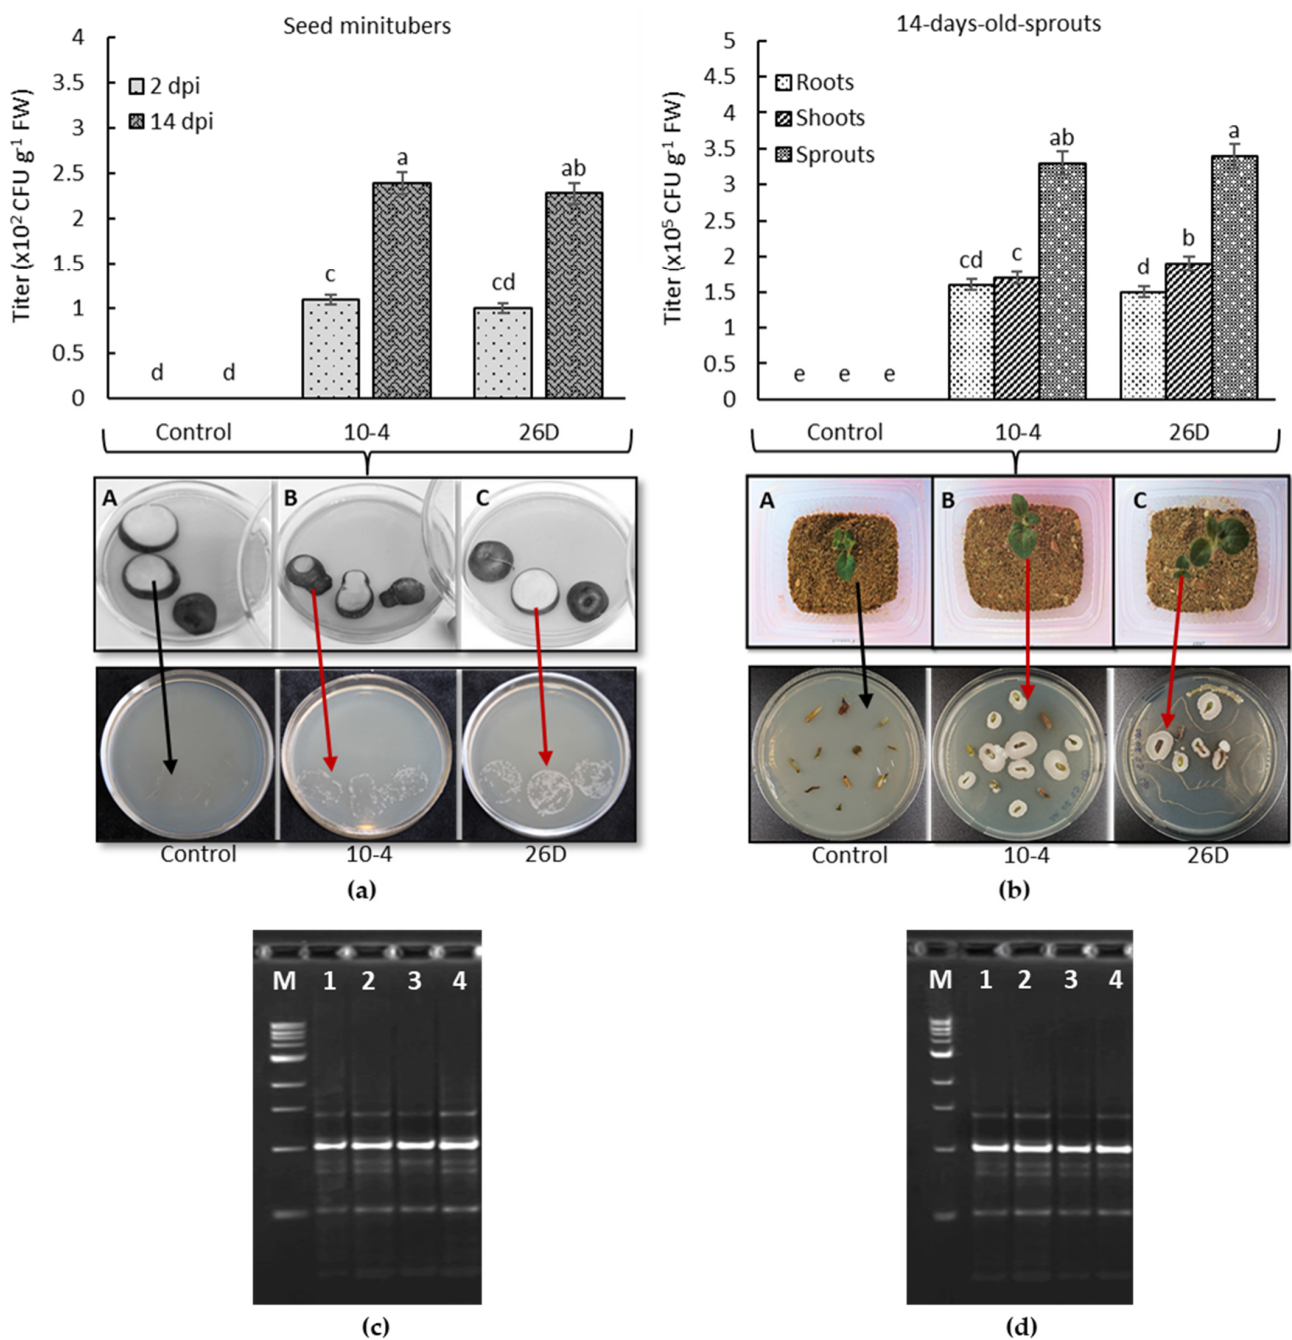 Seed minitubers
Titer (x10² CFU g⁻¹ FW)
4
3.5
3
2.5
2
1.5
1
0.5
0
2 dpi
14 dpi
d d c a cd ab
Control 10-4 26D
A B C
Control 10-4 26D
(a)
14-days-old-sprouts
Titer (x10⁵ CFU g⁻¹ FW)
5
4.5
4
3.5
3
2.5
2
1.5
1
0.5
0
Roots
Shoots
Sprouts
e e e cd c ab d b a
Control 10-4 26D
A B C
Control 10-4 26D
(b)
M 1 2 3 4
(c)
M 1 2 3 4
(d)